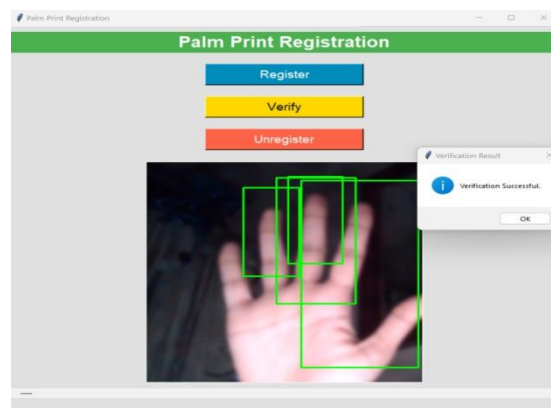 Palm Print Registration
Palm Print Registration
Register
Verify
Unregister
Verification Result
Verification Successful.
OK